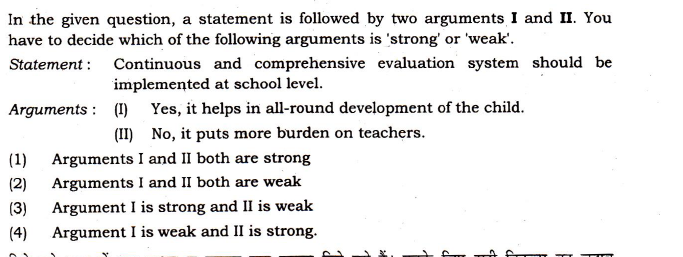 In the given question, a statement is followed by two arguments I and II. You
have to decide which of the following arguments is 'strong' or 'weak'.
Statement : Continuous and comprehensive evaluation system should be
implemented at school level.
Arguments : (I) Yes, it helps in all-round development of the child.
(II) No, it puts more burden on teachers.
(1) Arguments I and II both are strong
(2) Arguments I and II both are weak
(3) Argument I is strong and II is weak
(4) Argument I is weak and II is strong.